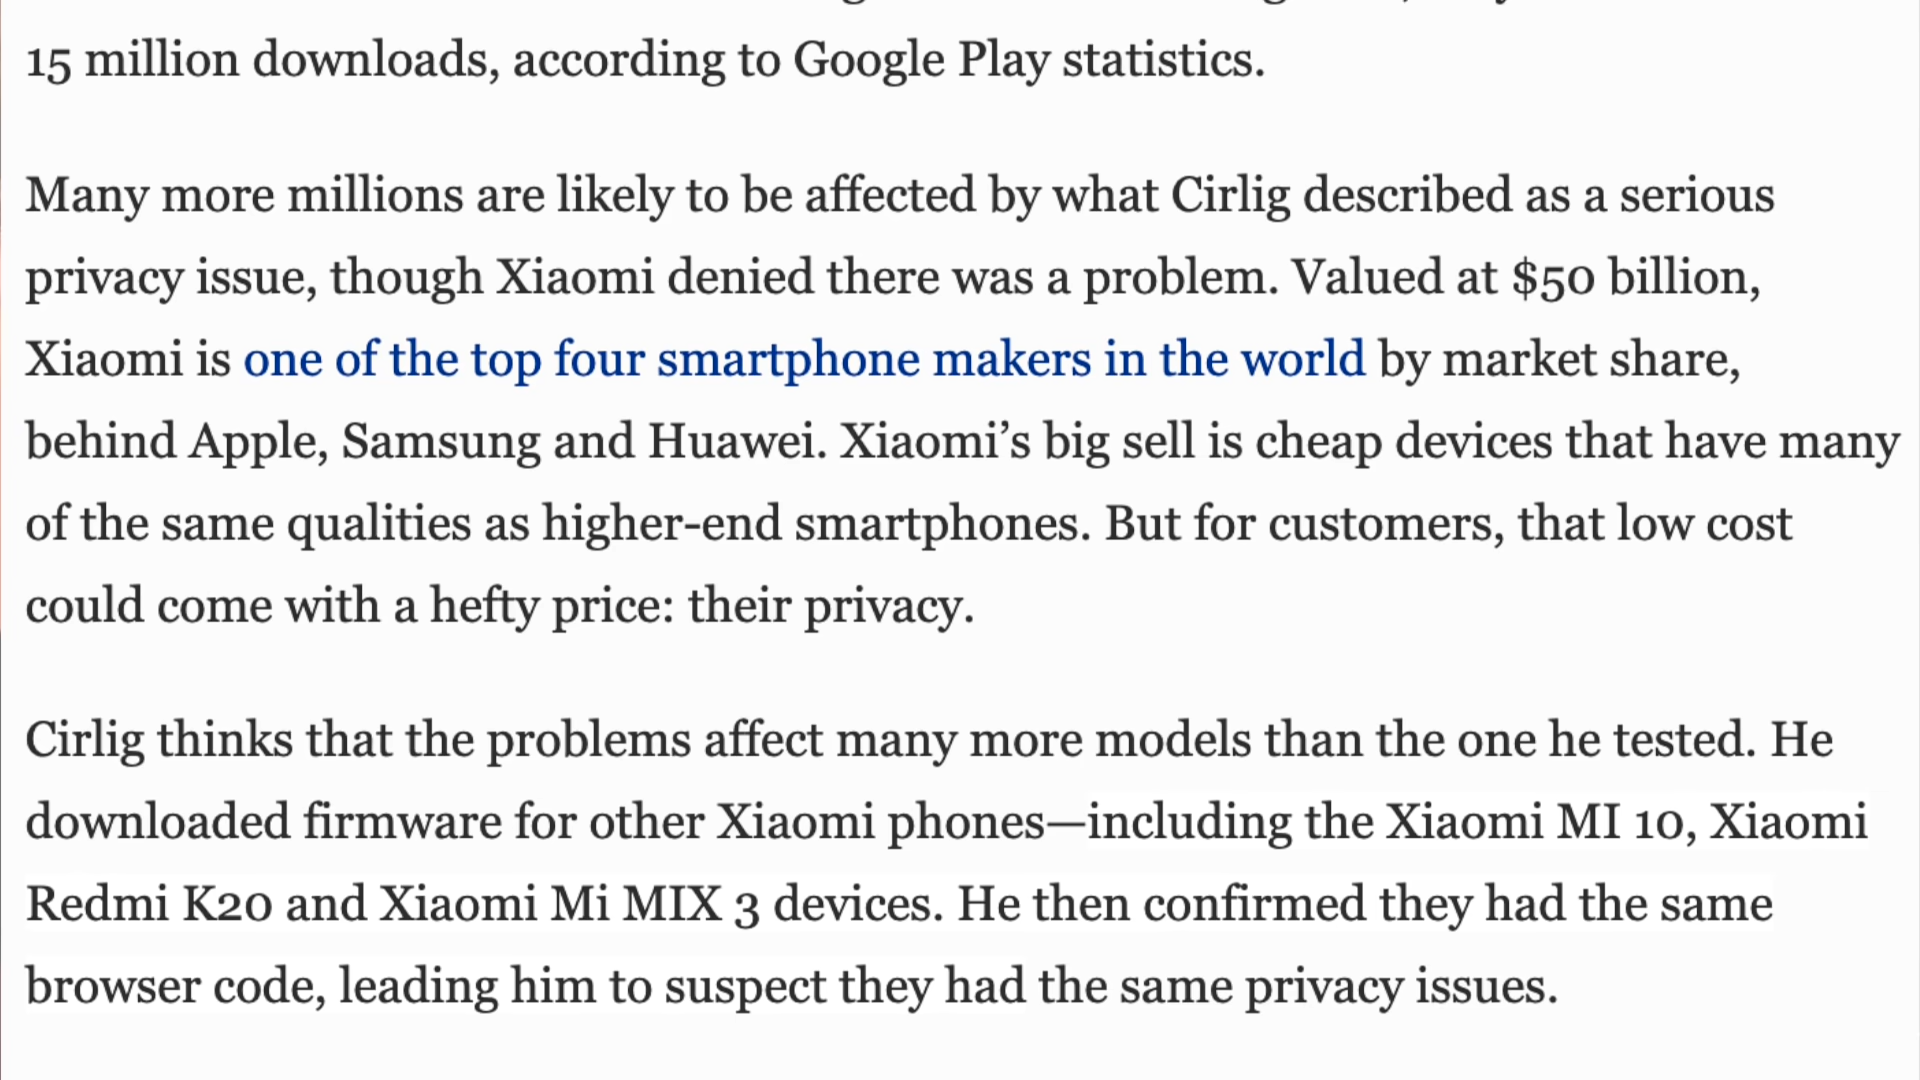 15 million downloads, according to Google Play statistics.
Many more millions are likely to be affected by what Cirlig described as a serious
privacy issue, though Xiaomi denied there was a problem. Valued at $50 billion,
Xiaomi is one of the top four smartphone makers in the world by market share,
behind Apple, Samsung and Huawei. Xiaomi’s big sell is cheap devices that have many
of the same qualities as higher-end smartphones. But for customers, that low cost
could come with a hefty price: their privacy.
Cirlig thinks that the problems affect many more models than the one he tested. He
downloaded firmware for other Xiaomi phones—including the Xiaomi MI 10, Xiaomi
Redmi K20 and Xiaomi Mi MIX 3 devices. He then confirmed they had the same
browser code, leading him to suspect they had the same privacy issues.